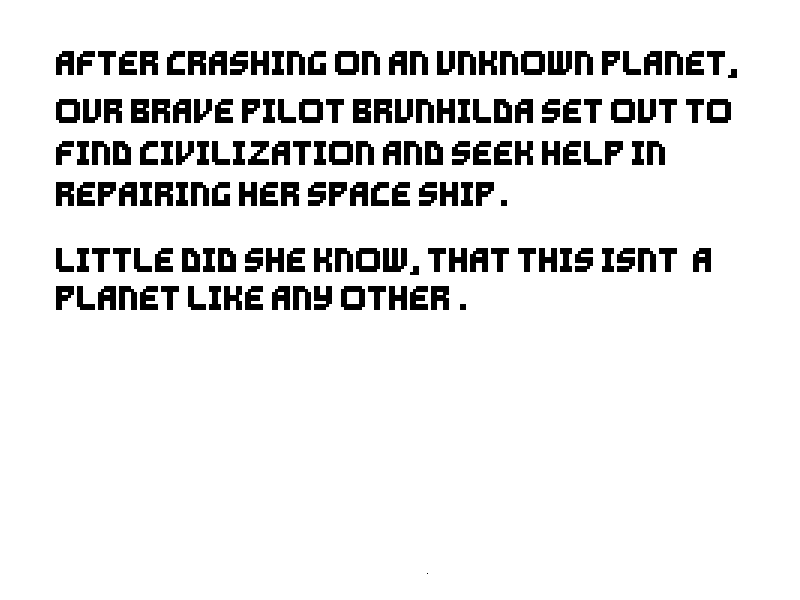 AFTER CRASHING ON AN UNKNOWN PLANET,
OUR BRAVE PILOT BRUNHILDA SET OUT TO
FIND CIVILIZATION AND SEEK HELP IN
REPAIRING HER SPACE SHIP.
LITTLE DID SHE KNOW, THAT THIS ISNT A
PLANET LIKE ANY OTHER.